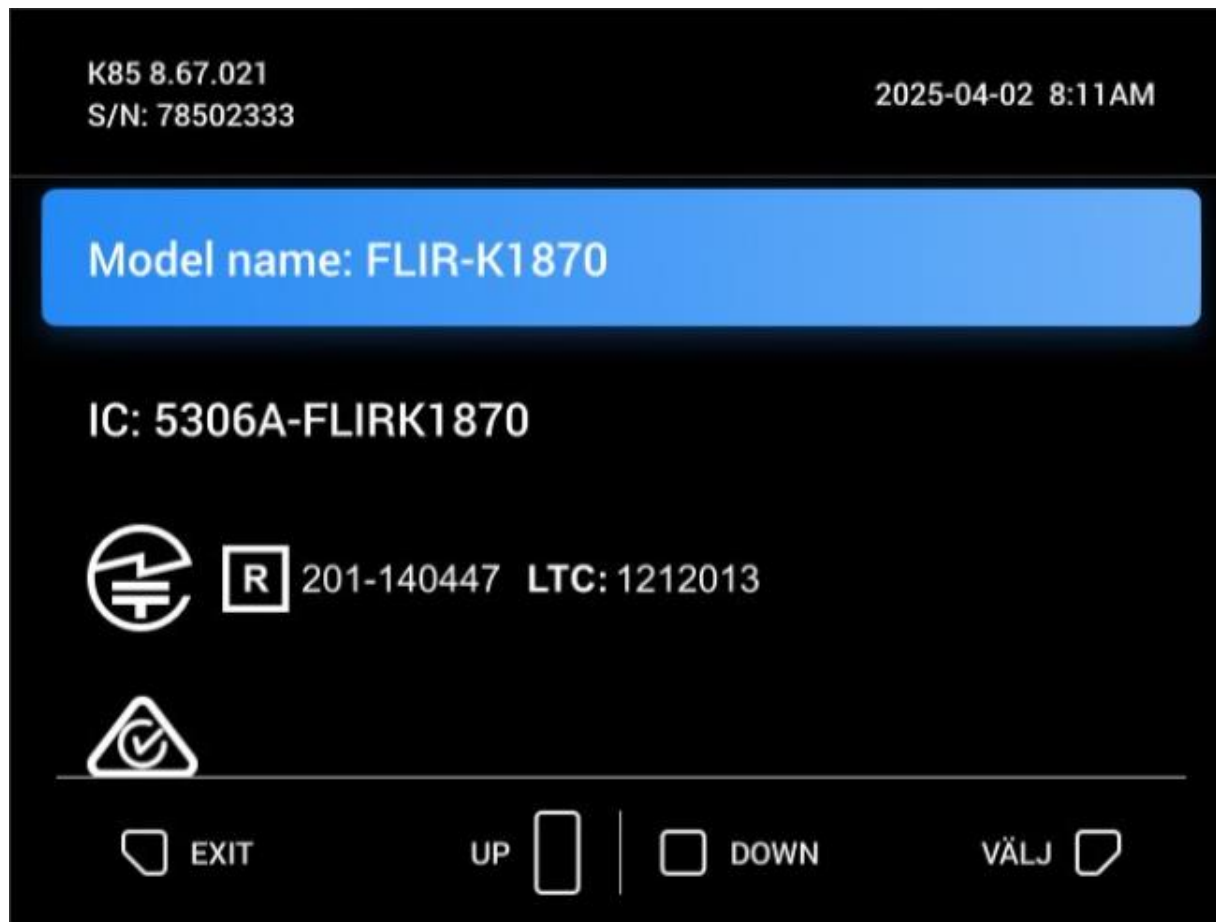 K85 8.67.021
S/N: 78502333
2025-04-02 8:11AM
Model name: FLIR-K1870
IC: 5306A-FLIRK1870
R 201-140447 LTC: 1212013
EXIT UP DOWN VÄLJ